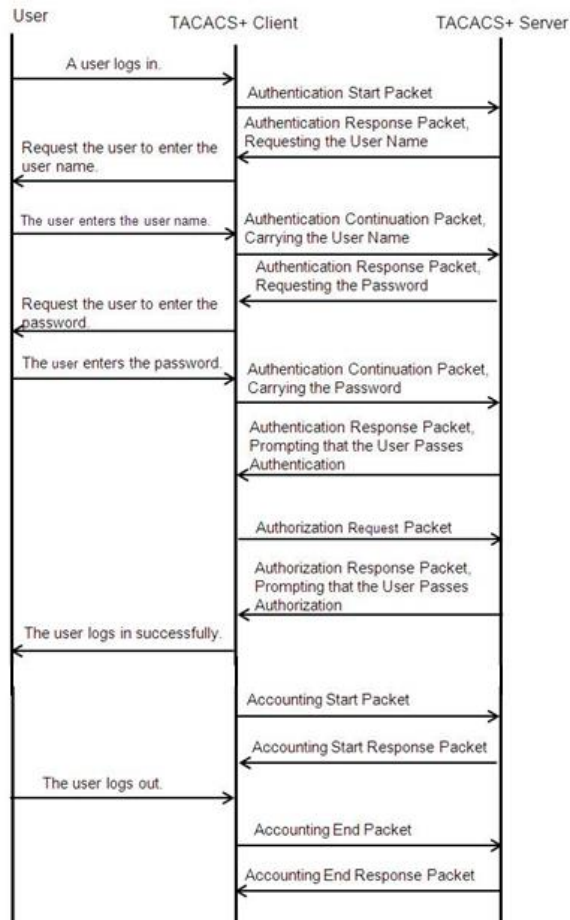 User
TACACS+ Client
TACACS+ Server
A user logs in.
Authentication Start Packet
Authentication Response Packet,
Requesting the User Name
Request the user to enter the
user name.
The user enters the user name.
Authentication Continuation Packet,
Carrying the User Name
Authentication Response Packet,
Requesting the Password
Request the user to enter the
password.
The user enters the password.
Authentication Continuation Packet,
Carrying the Password
Authentication Response Packet,
Prompting that the User Passes
Authentication
Authorization Request Packet
Authorization Response Packet,
Prompting that the User Passes
Authorization
The user logs in successfully.
Accounting Start Packet
Accounting Start Response Packet
The user logs out.
Accounting End Packet
Accounting End Response Packet